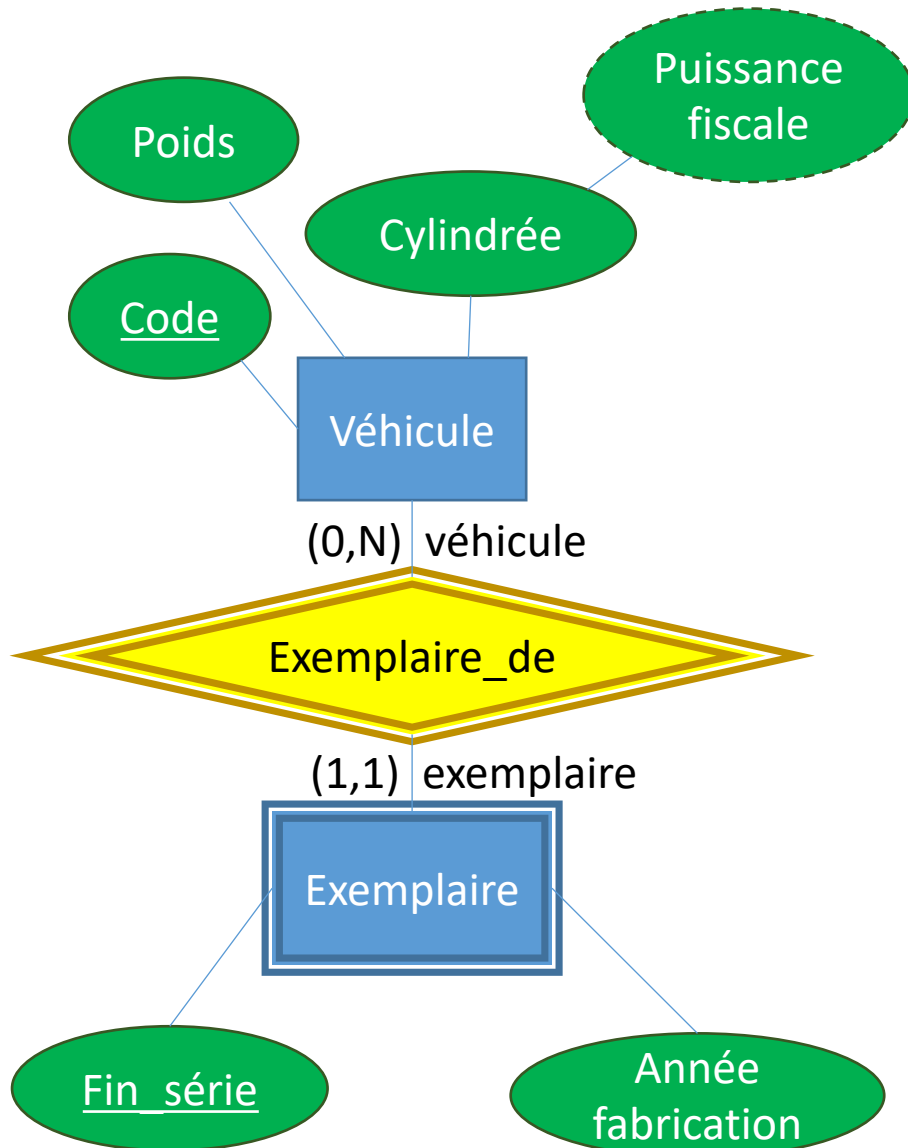 Puissance
fiscale
Poids
Cylindrée
Code
Véhicule
(0,N) véhicule
Exemplaire_de
(1,1) exemplaire
Exemplaire
Fin_série
Année
fabrication